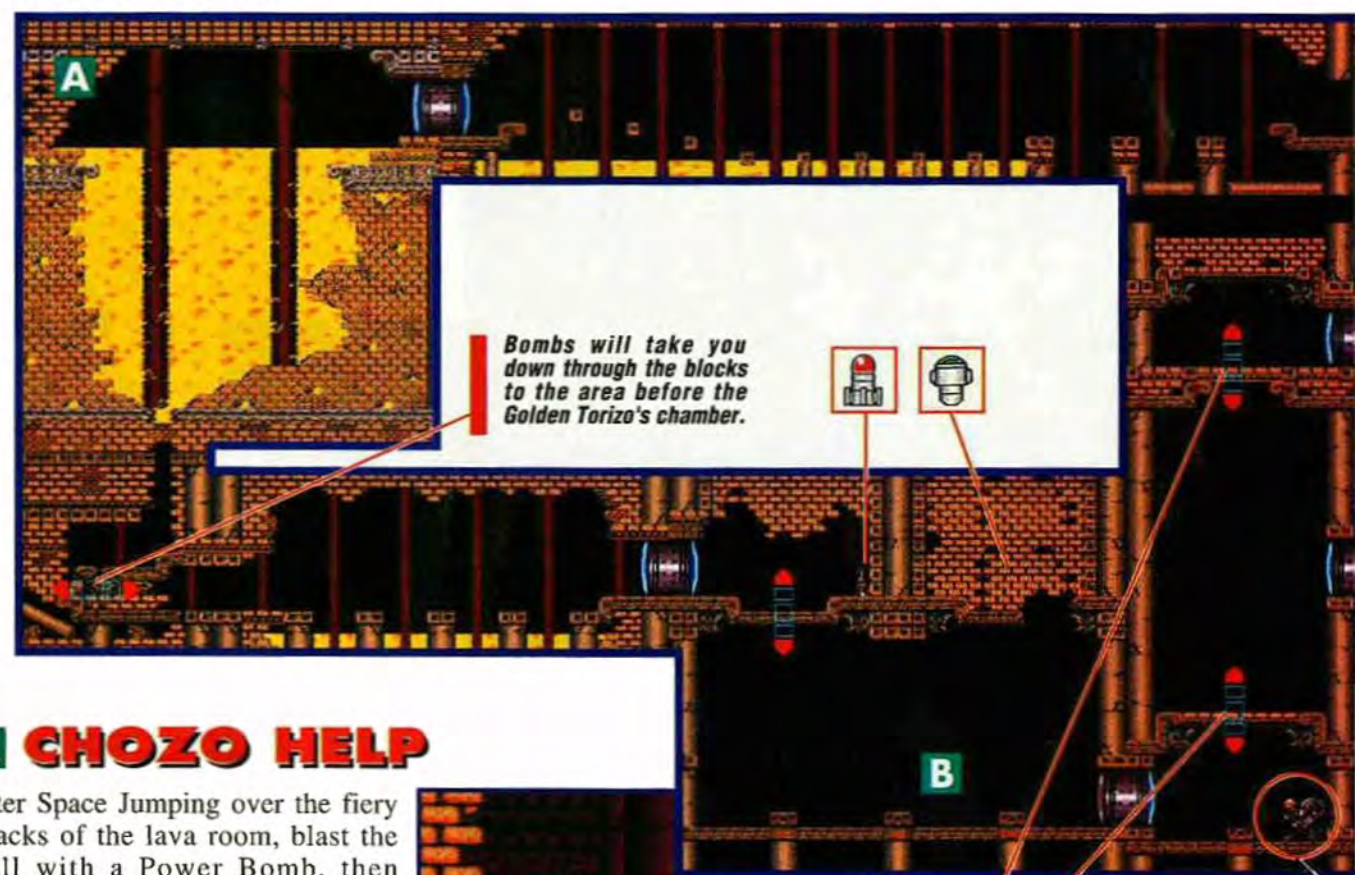 A
Bombs will take you
down through the blocks
to the area before the
Golden Torizo's chamber.
B
CHOZO HELP
Space Jumping over the fiery
of the lava room, blast the
with a Power Bomb, then